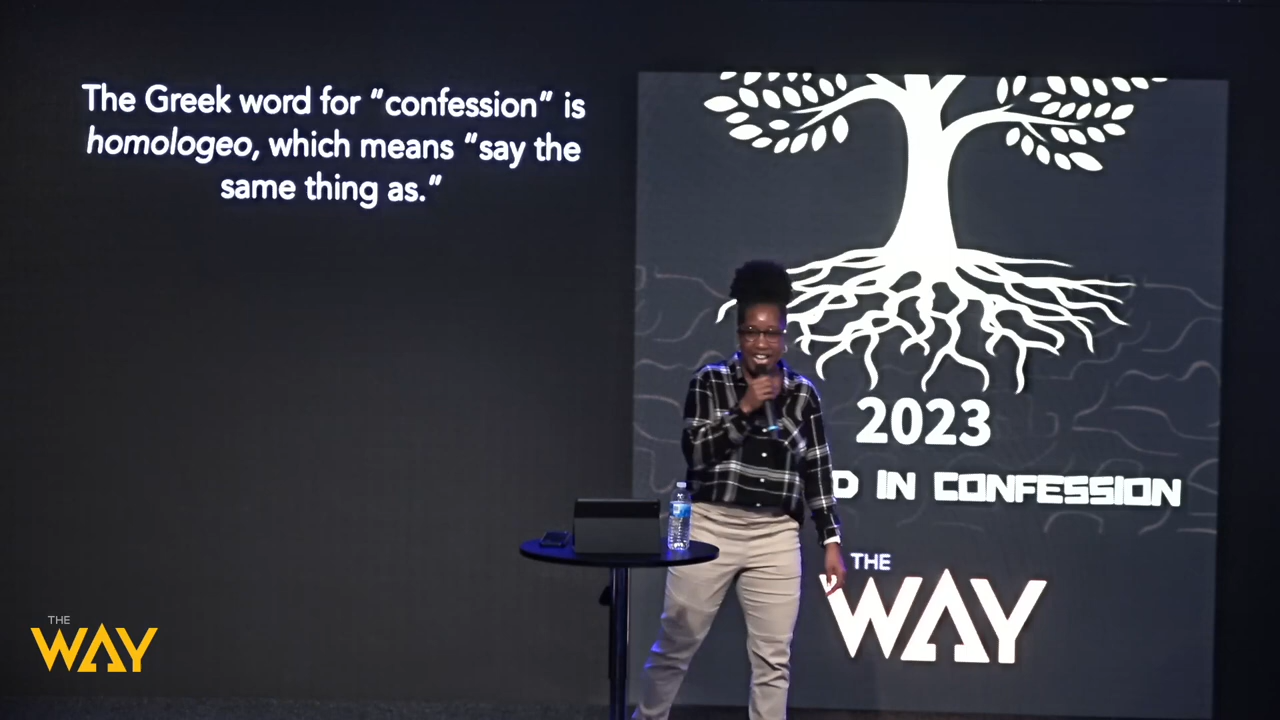 The Greek word for “confession” is
homologeo, which means “say the
same thing as.”
2023
IN CONFESSION
THE
WAY
THE
WAY